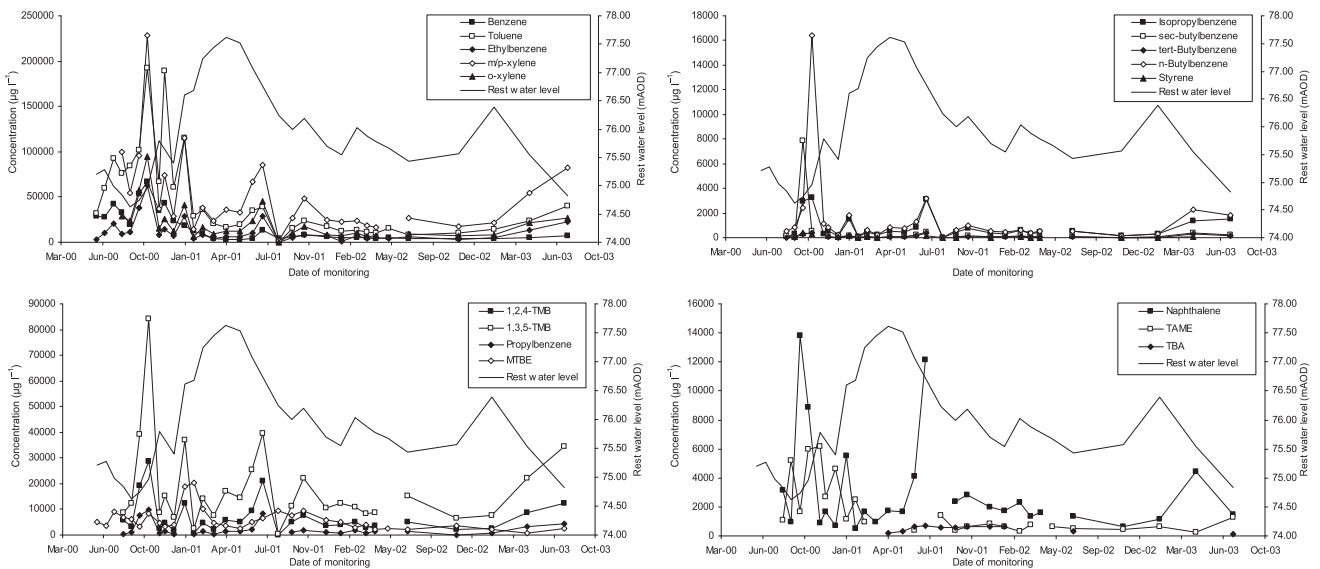 250000
200000
150000
100000
50000
0
Concentration (µg l⁻¹)
78.00
77.50
77.00
76.50
76.00
75.50
75.00
74.50
74.00
Rest water level (mAOD)
Benzene
Toluene
Ethylbenzene
m/p-xylene
o-xylene
Rest water level
Mar-00 Jun-00 Oct-00 Jan-01 Apr-01 Jul-01 Nov-01 Feb-02 May-02 Sep-02 Dec-02 Mar-03 Jun-03 Oct-03
Date of monitoring
18000
16000
14000
12000
10000
8000
6000
4000
2000
0
Concentration (µg l⁻¹)
78.00
77.50
77.00
76.50
76.00
75.50
75.00
74.50
74.00
Rest water level (mAOD)
Isopropylbenzene
sec-butylbenzene
tert-Butylbenzene
n-Butylbenzene
Styrene
Rest water level
Mar-00 Jun-00 Oct-00 Jan-01 Apr-01 Jul-01 Nov-01 Feb-02 May-02 Sep-02 Dec-02 Mar-03 Jun-03 Oct-03
Date of monitoring
90000
80000
70000
60000
50000
40000
30000
20000
10000
0
Concentration (µg l⁻¹)
78.00
77.50
77.00
76.50
76.00
75.50
75.00
74.50
74.00
Rest water level (mAOD)
1,2,4-TMB
1,3,5-TMB
Propylbenzene
MTBE
Rest water level
Mar-00 Jun-00 Oct-00 Jan-01 Apr-01 Jul-01 Nov-01 Feb-02 May-02 Sep-02 Dec-02 Mar-03 Jun-03 Oct-03
Date of monitoring
16000
14000
12000
10000
8000
6000
4000
2000
0
Concentration (µg l⁻¹)
78.00
77.50
77.00
76.50
76.00
75.50
75.00
74.50
74.00
Rest water level (mAOD)
Naphthalene
TAME
TBA
Rest water level
Mar-00 Jun-00 Oct-00 Jan-01 Apr-01 Jul-01 Nov-01 Feb-02 May-02 Sep-02 Dec-02 Mar-03 Jun-03 Oct-03
Date of monitoring